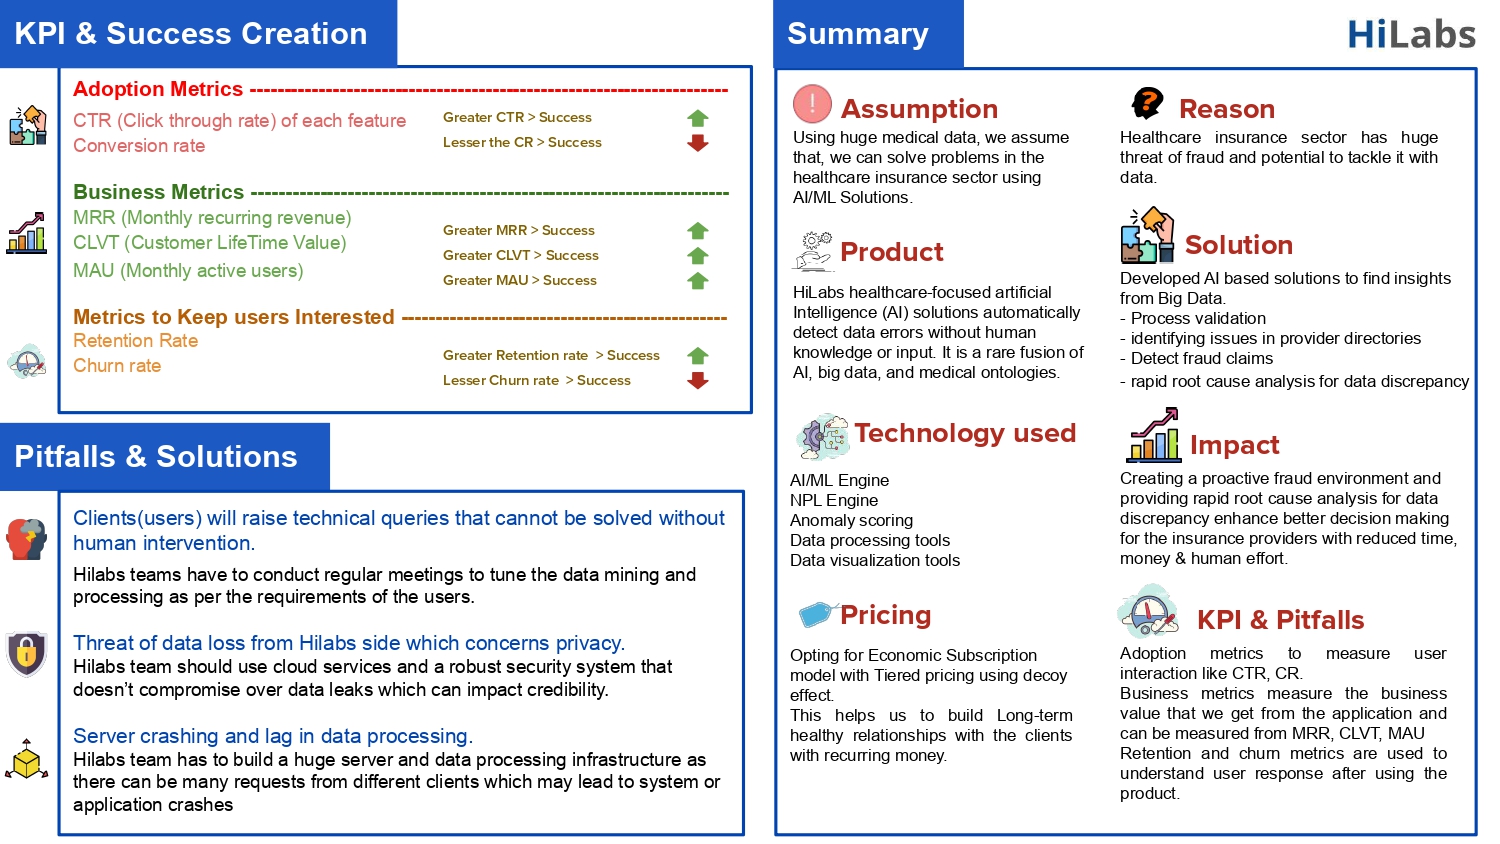 KPI & Success Creation
Adoption Metrics ---------------------------------------------------------------------
CTR (Click through rate) of each feature
Greater CTR > Success
Conversion rate
Lesser the CR > Success
Business Metrics ---------------------------------------------------------------------
MRR (Monthly recurring revenue)
Greater MRR > Success
CLVT (Customer LifeTime Value)
Greater CLVT > Success
MAU (Monthly active users)
Greater MAU > Success
Metrics to Keep users Interested -----------------------------------------------
Retention Rate
Greater Retention rate > Success
Churn rate
Lesser Churn rate > Success
Pitfalls & Solutions
Clients(users) will raise technical queries that cannot be solved without
human intervention.
Hilabs teams have to conduct regular meetings to tune the data mining and
processing as per the requirements of the users.
Threat of data loss from Hilabs side which concerns privacy.
Hilabs team should use cloud services and a robust security system that
doesn’t compromise over data leaks which can impact credibility.
Server crashing and lag in data processing.
Hilabs team has to build a huge server and data processing infrastructure as
there can be many requests from different clients which may lead to system or
application crashes
Summary
HiLabs
Assumption
Using huge medical data, we assume
that, we can solve problems in the
healthcare insurance sector using
AI/ML Solutions.
Product
HiLabs healthcare-focused artificial
Intelligence (AI) solutions automatically
detect data errors without human
knowledge or input. It is a rare fusion of
AI, big data, and medical ontologies.
Technology used
AI/ML Engine
NPL Engine
Anomaly scoring
Data processing tools
Data visualization tools
Pricing
Opting for Economic Subscription
model with Tiered pricing using decoy
effect.
This helps us to build Long-term
healthy relationships with the clients
with recurring money.
Reason
Healthcare insurance sector has huge
threat of fraud and potential to tackle it with
data.
Solution
Developed AI based solutions to find insights
from Big Data.
- Process validation
- identifying issues in provider directories
- Detect fraud claims
- rapid root cause analysis for data discrepancy
Impact
Creating a proactive fraud environment and
providing rapid root cause analysis for data
discrepancy enhance better decision making
for the insurance providers with reduced time,
money & human effort.
KPI & Pitfalls
Adoption metrics to measure user
interaction like CTR, CR.
Business metrics measure the business
value that we get from the application and
can be measured from MRR, CLVT, MAU
Retention and churn metrics are used to
understand user response after using the
product.